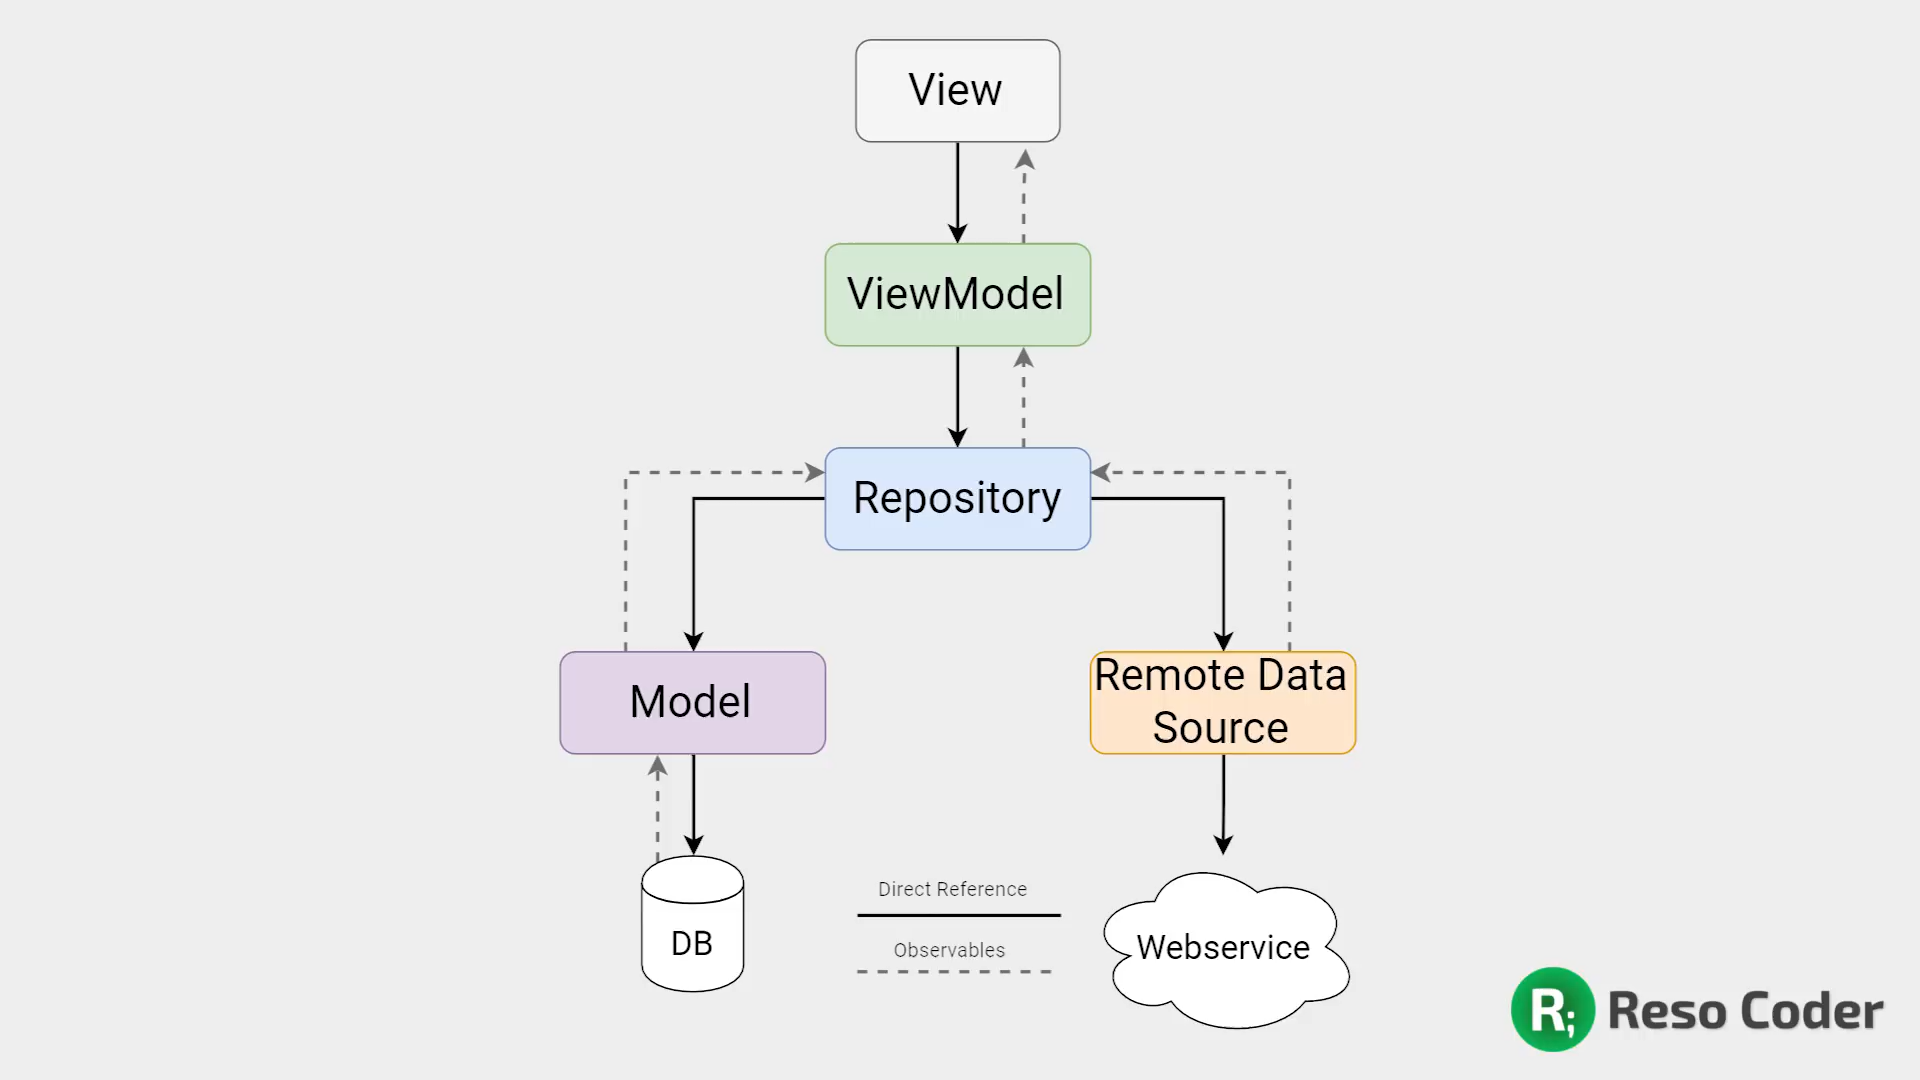 View
ViewModel
Repository
Model
Remote Data
Source
DB
Direct Reference
Observables
Webservice
R;
Reso Coder